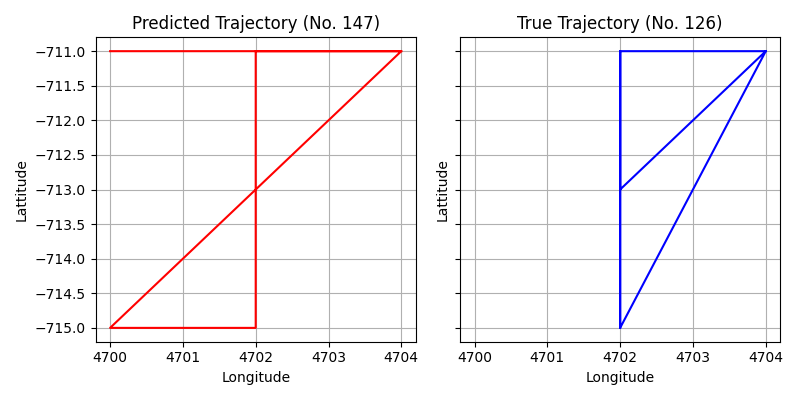 Predicted Trajectory (No. 147)
True Trajectory (No. 126)
Lattitude
−711.0
−711.5
−712.0
−712.5
−713.0
−713.5
−714.0
−714.5
−715.0
4700 4701 4702 4703 4704
Longitude
Lattitude
4700 4701 4702 4703 4704
Longitude